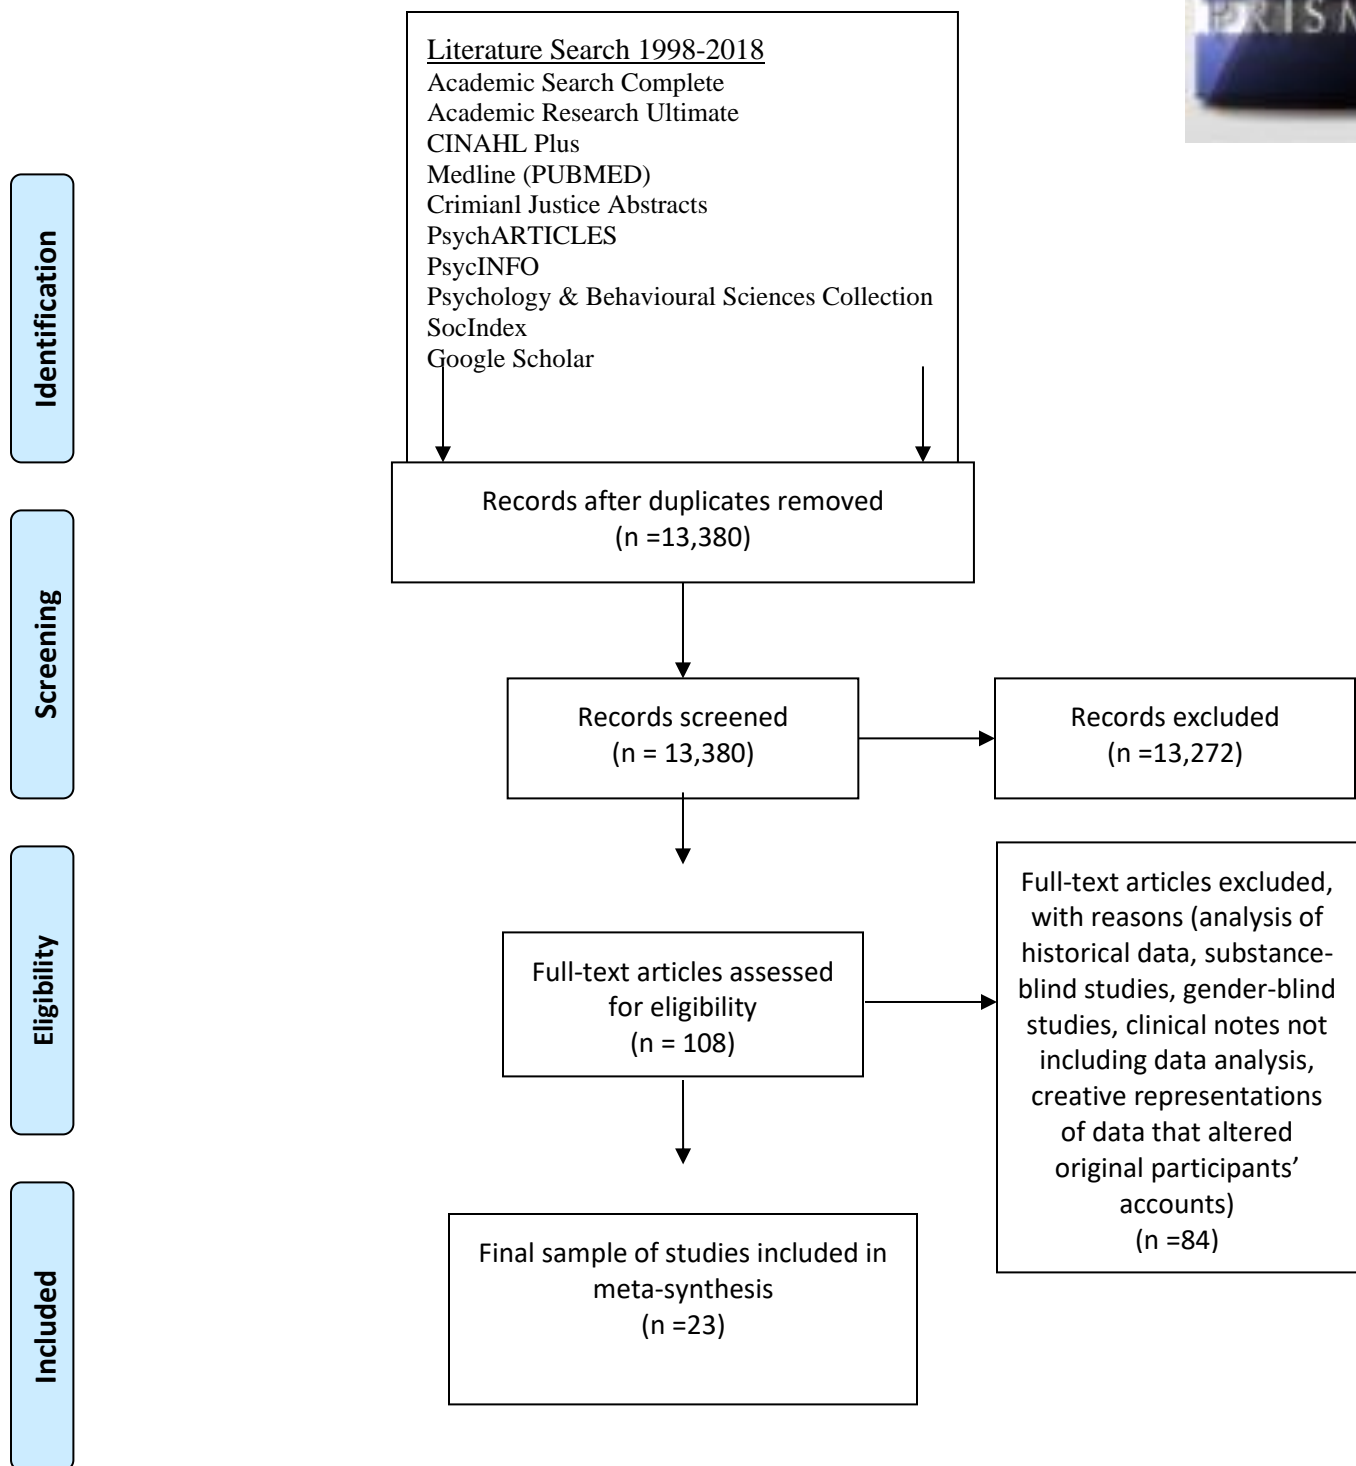 PRISM
Literature Search 1998-2018
Academic Search Complete
Academic Research Ultimate
CINAHL Plus
Medline (PUBMED)
Crimianl Justice Abstracts
PsychARTICLES
PsycINFO
Psychology & Behavioural Sciences Collection
SocIndex
Google Scholar
Identification
Records after duplicates removed
(n =13,380)
Screening
Records screened
(n = 13,380)
Records excluded
(n =13,272)
Eligibility
Full-text articles assessed
for eligibility
(n = 108)
Full-text articles excluded,
with reasons (analysis of
historical data, substance-
blind studies, gender-blind
studies, clinical notes not
including data analysis,
creative representations
of data that altered
original participants’
accounts)
(n =84)
Included
Final sample of studies included in
meta-synthesis
(n =23)